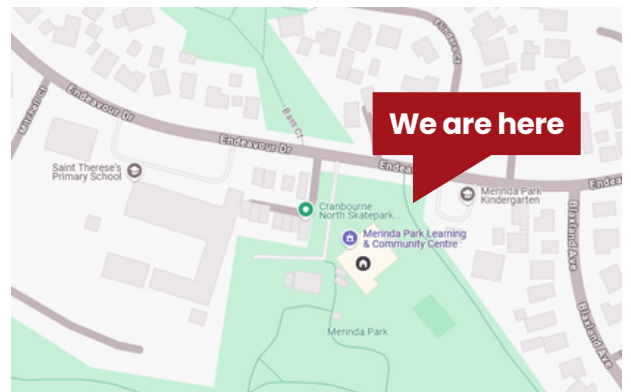 Flinders Ct
We are here
Mitchell Ct
Endeavour Dr
Bass Ct
Endeavour Dr
Endea
Endea
Saint Therese's
Primary School
Merinda Park
Kindergarten
Cranbourne
North Skatepark...
Merinda Park Learning
& Community Centre
Blaxland Ave
Blaxland Ave
Merinda Park